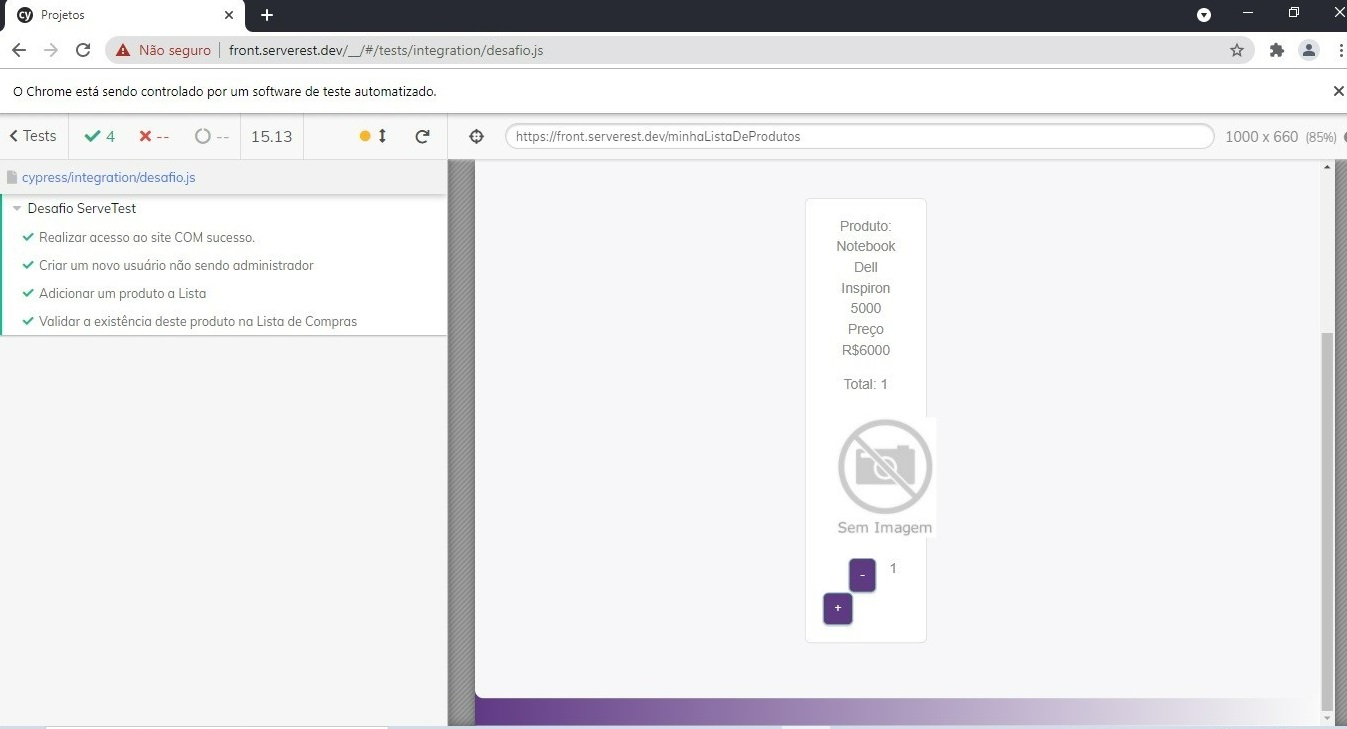 cy Projetos
Não seguro front.serverest.dev/__/#/tests/integration/desafio.js
O Chrome está sendo controlado por um software de teste automatizado.
Tests 4 -- -- 15.13 https://front.serverest.dev/minhaListaDeProdutos 1000 x 660 (85%)
cypress/integration/desafio.js
Desafio ServeTest
Realizar acesso ao site COM sucesso.
Criar um novo usuário não sendo administrador
Adicionar um produto a Lista
Validar a existência deste produto na Lista de Compras
Produto:
Notebook
Dell
Inspiron
5000
Preço
R$6000
Total: 1
Sem Imagem
- 1
+